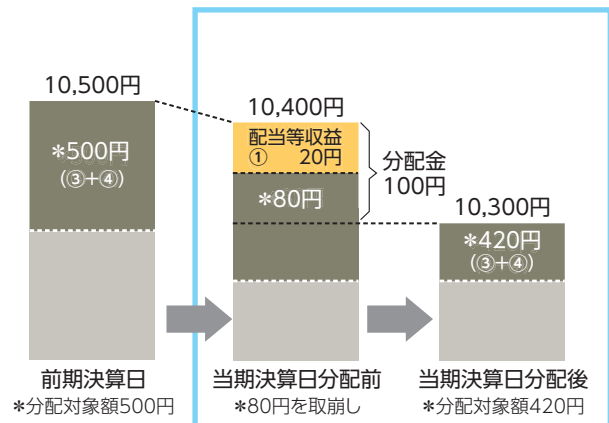 10,500円
*500円
(③+④)
前期決算日
*分配対象額500円
10,400円
配当等収益
① 20円
*80円
分配金
100円
当期決算日分配前
*80円を取崩し
10,300円
*420円
(③+④)
当期決算日分配後
*分配対象額420円